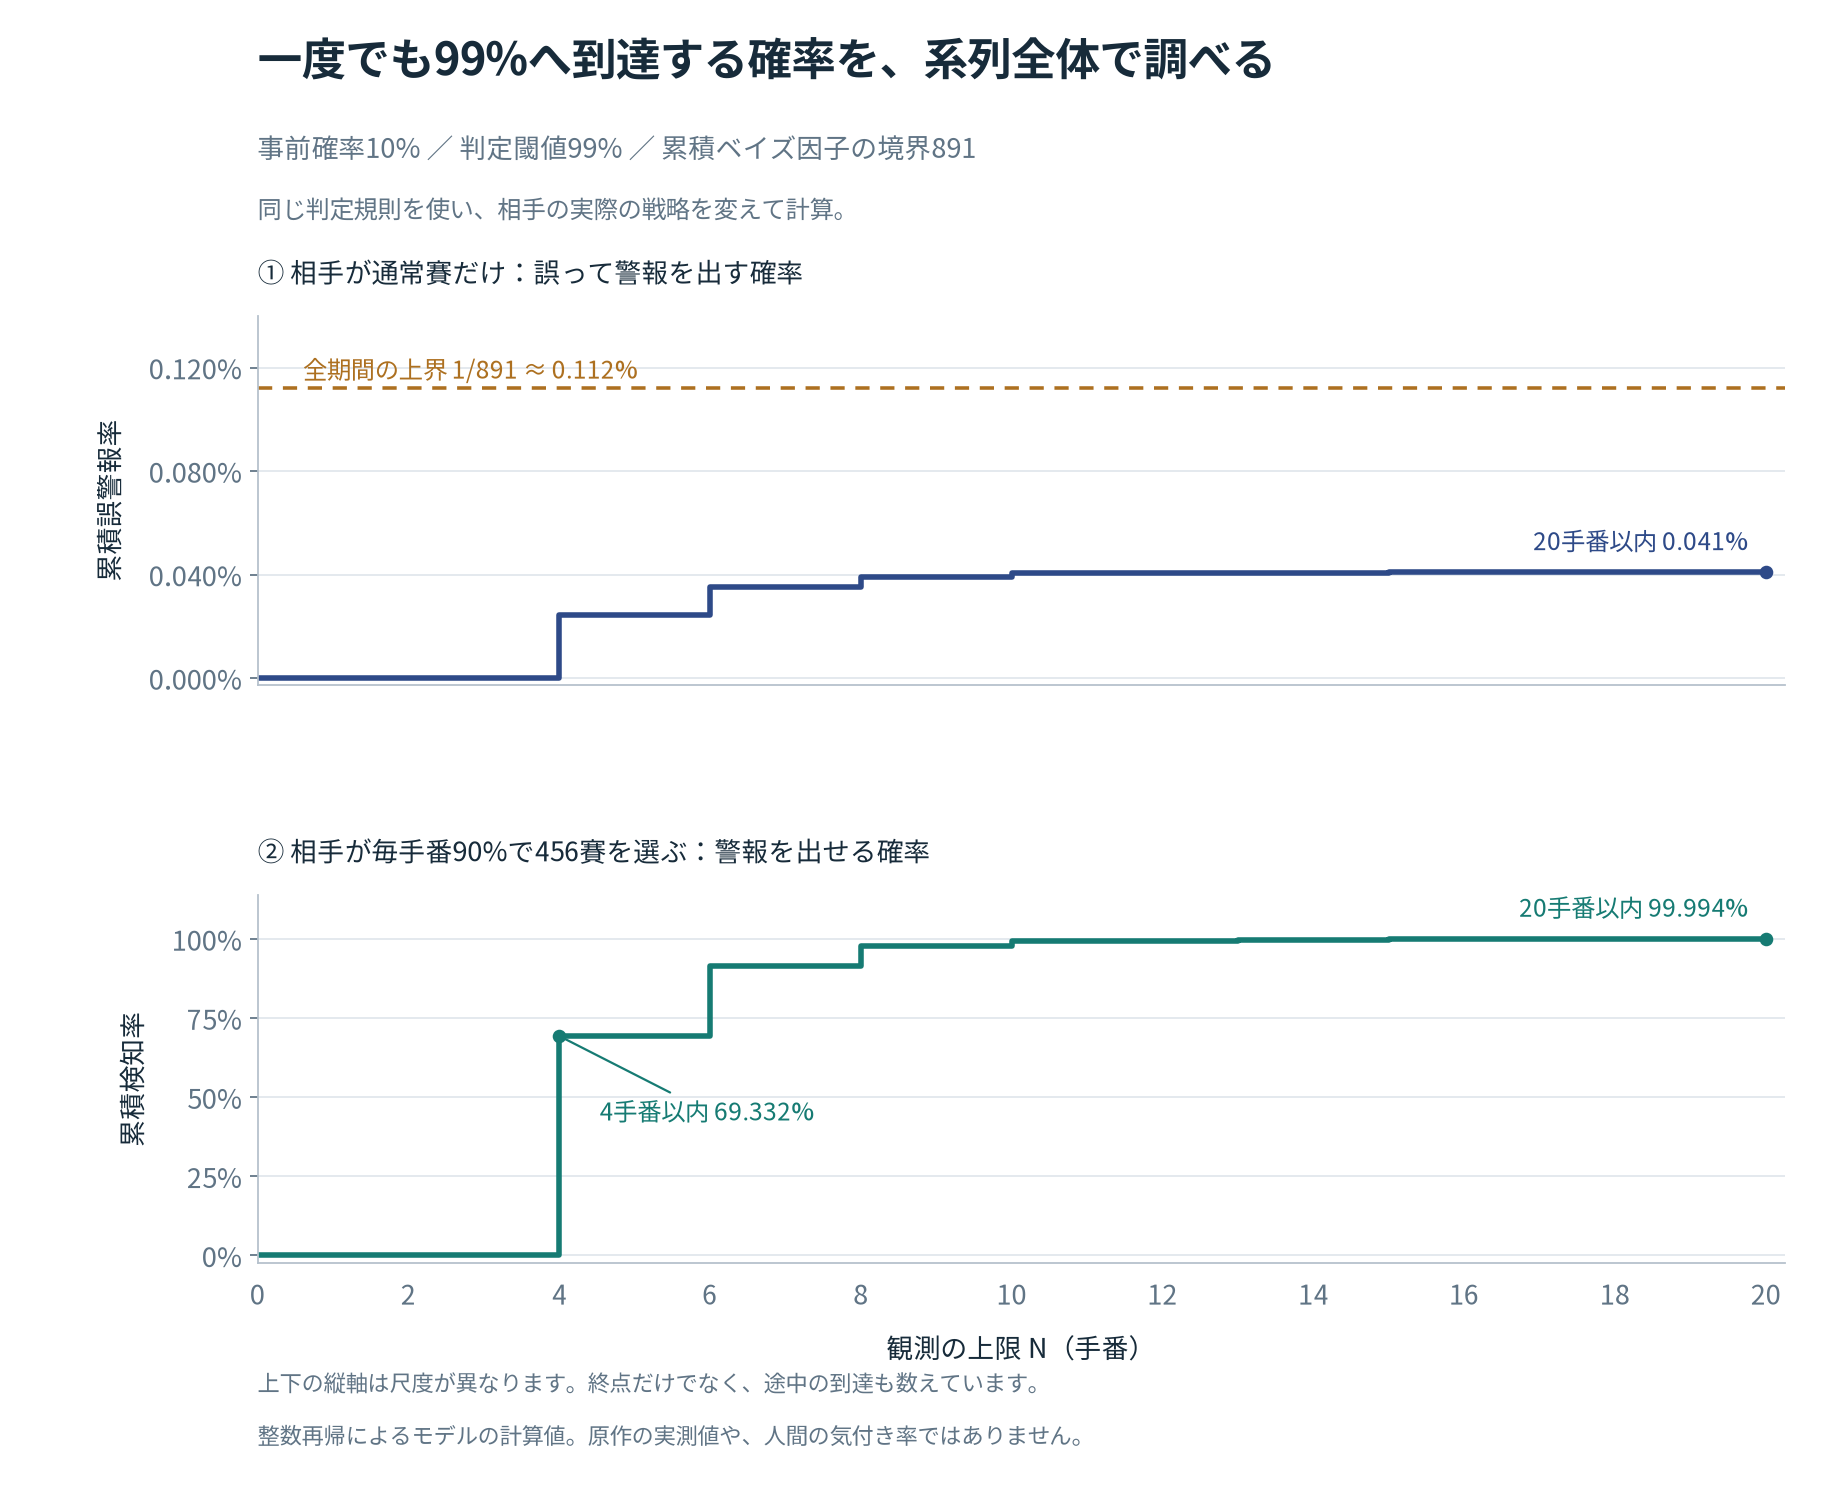 一度でも99%へ到達する確率を、系列全体で調べる
事前確率10% ／ 判定閾値99% ／ 累積ベイズ因子の境界891
同じ判定規則を使い、相手の実際の戦略を変えて計算。
① 相手が通常賽だけ：誤って警報を出す確率
累積誤警報率
0.120%
全期間の上界 1/891 ≈ 0.112%
0.080%
20手番以内 0.041%
0.040%
0.000%
② 相手が毎手番90%で456賽を選ぶ：警報を出せる確率
累積検知率
20手番以内 99.994%
100%
75%
50%
4手番以内 69.332%
25%
0%
0 2 4 6 8 10 12 14 16 18 20
観測の上限 N（手番）
上下の縦軸は尺度が異なります。終点だけでなく、途中の到達も数えています。
整数再帰によるモデルの計算値。原作の実測値や、人間の気付き率ではありません。